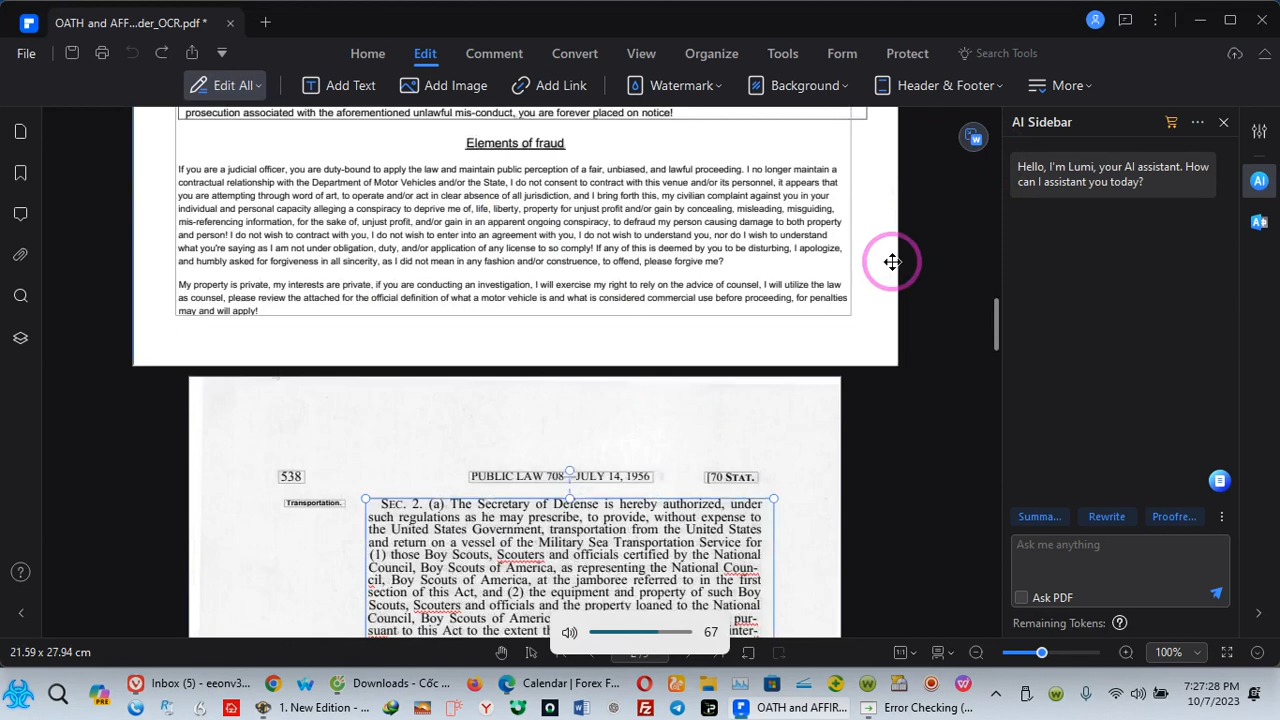 OATH and AFF...der_OCR.pdf *
File
Home
Edit
Comment
Convert
View
Organize
Tools
Form
Protect
Search Tools
Edit All
Add Text
Add Image
Add Link
Watermark
Background
Header & Footer
More
prosecution associated with the aforementioned unlawful mis-conduct, you are forever placed on notice!
Elements of fraud
If you are a judicial officer, you are duty-bound to apply the law and maintain public perception of a fair, unbiased, and lawful proceeding. I no longer maintain a
contractual relationship with the Department of Motor Vehicles and/or the State, I do not consent to contract with this venue and/or its personnel, it appears that
you are attempting through word of art, to operate and/or act in clear absence of all jurisdiction, and I bring forth this, my civilian complaint against you in your
individual and personal capacity alleging a conspiracy to deprive me of, life, liberty, property for unjust profit and/or gain by concealing, misleading, misguiding,
mis-referencing information, for the sake of, unjust profit, and/or gain in an apparent ongoing conspiracy, to defraud my person causing damage to both property
and person! I do not wish to contract with you, I do not wish to enter into an agreement with you, I do not wish to understand you, nor do I wish to understand
what you're saying as I am not under obligation, duty, and/or application of any license to so comply! If any of this is deemed by you to be disturbing, I apologize,
and humbly asked for forgiveness in all sincerity, as I did not mean in any fashion and/or construence, to offend, please forgive me?
My property is private, my interests are private, if you are conducting an investigation, I will exercise my right to rely on the advice of counsel, I will utilize the law
as counsel, please review the attached for the official definition of what a motor vehicle is and what is considered commercial use before proceeding, for penalties
may and will apply!
538
PUBLIC LAW 708—JULY 14, 1956
[70 STAT.
Transportation.
SEC. 2. (a) The Secretary of Defense is hereby authorized, under
such regulations as he may prescribe, to provide, without expense to
the United States Government, transportation from the United States
and return on a vessel of the Military Sea Transportation Service for
(1) those Boy Scouts, Scouters and officials certified by the National
Council, Boy Scouts of America, as representing the National Coun-
cil, Boy Scouts of America, at the jamboree referred to in the first
section of this Act, and (2) the equipment and property of such Boy
Scouts, Scouters and officials and the property loaned to the National
Council, Boy Scouts of Americ pur-
suant to this Act to the extent th inter-
67
AI Sidebar
Hello, I'm Lumi, your AI assistant. How
can I assistant you today?
Summa...
Rewrite
Proofre...
Ask me anything
Ask PDF
Remaining Tokens:
21.59 x 27.94 cm
100%
Inbox (5) - eeonv3...
Downloads - Cốc ...
Calendar | Forex F...
7:27:28 PM
1. New Edition - ...
OATH and AFFIR...
Error Checking (...
10/7/2023